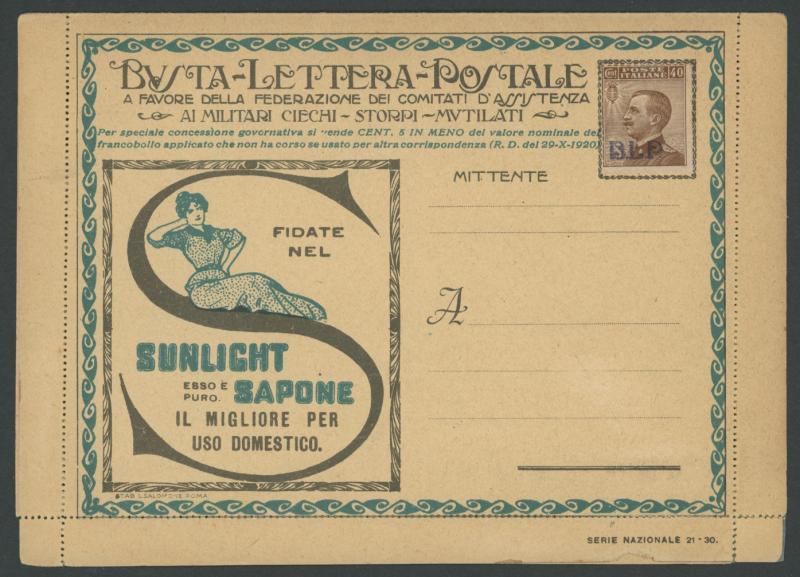 BVSTA-LETTERA-POSTALE
A FAVORE DELLA FEDERAZIONE DEI COMITATI D'ASSISTENZA
AI MILITARI CIECHI - STORPI - MVTILATI
Per speciale concessione governativa si vende CENT. 5 IN MENO del valore nominale del
francobollo applicato che non ha corso se usato per altra corrispondenza (R. D. del 29-X-1920)
POSTE
ITALIANE
40
B.L.P.
MITTENTE
FIDATE
NEL
A
SUNLIGHT
ESSO È
PURO.
SAPONE
IL MIGLIORE PER
USO DOMESTICO.
STAB. L. SALOMONE ROMA
SERIE NAZIONALE 21 - 30.